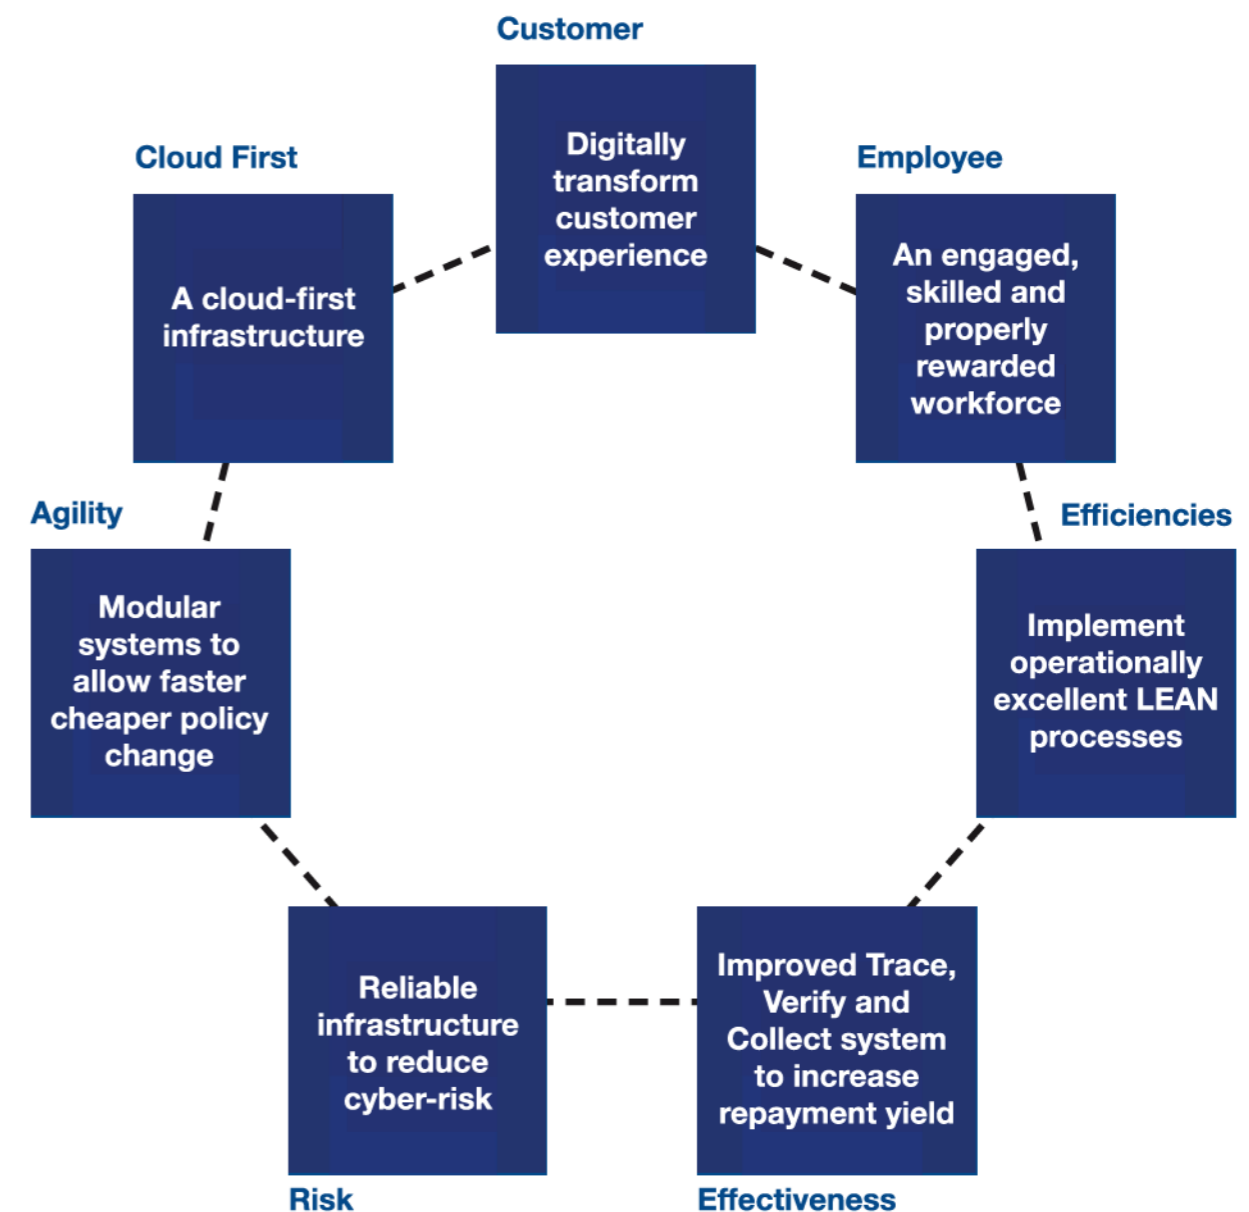 Customer
Digitally
transform
customer
experience
Employee
An engaged,
skilled and
properly
rewarded
workforce
Efficiencies
Implement
operationally
excellent LEAN
processes
Improved Trace,
Verify and
Collect system
to increase
repayment yield
Effectiveness
Reliable
infrastructure
to reduce
cyber-risk
Risk
Agility
Modular
systems to
allow faster
cheaper policy
change
Cloud First
A cloud-first
infrastructure